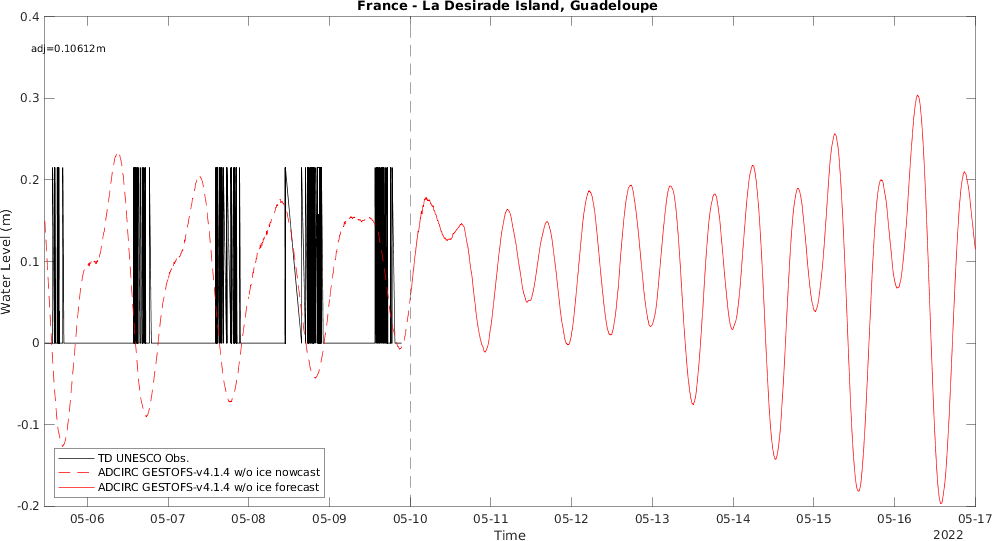 France - La Desirade Island, Guadeloupe
adj=0.10612m
0.4
0.3
0.2
0.1
0
-0.1
-0.2
Water Level (m)
TD UNESCO Obs.
ADCIRC GESTOFS-v4.1.4 w/o ice nowcast
ADCIRC GESTOFS-v4.1.4 w/o ice forecast
05-06 05-07 05-08 05-09 05-10 05-11 05-12 05-13 05-14 05-15 05-16 05-17
Time
2022